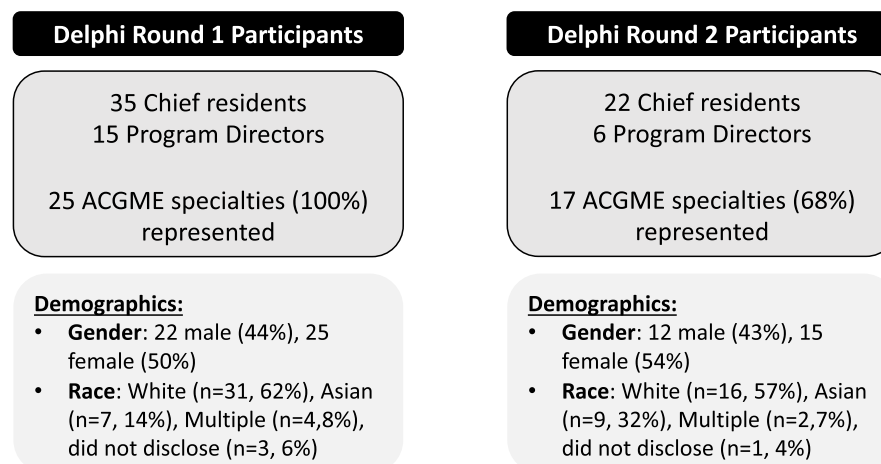 Delphi Round 1 Participants
35 Chief residents
15 Program Directors
25 ACGME specialties (100%)
represented
Demographics:
• Gender: 22 male (44%), 25
female (50%)
• Race: White (n=31, 62%), Asian
(n=7, 14%), Multiple (n=4,8%),
did not disclose (n=3, 6%)
Delphi Round 2 Participants
22 Chief residents
6 Program Directors
17 ACGME specialties (68%)
represented
Demographics:
• Gender: 12 male (43%), 15
female (54%)
• Race: White (n=16, 57%), Asian
(n=9, 32%), Multiple (n=2,7%),
did not disclose (n=1, 4%)